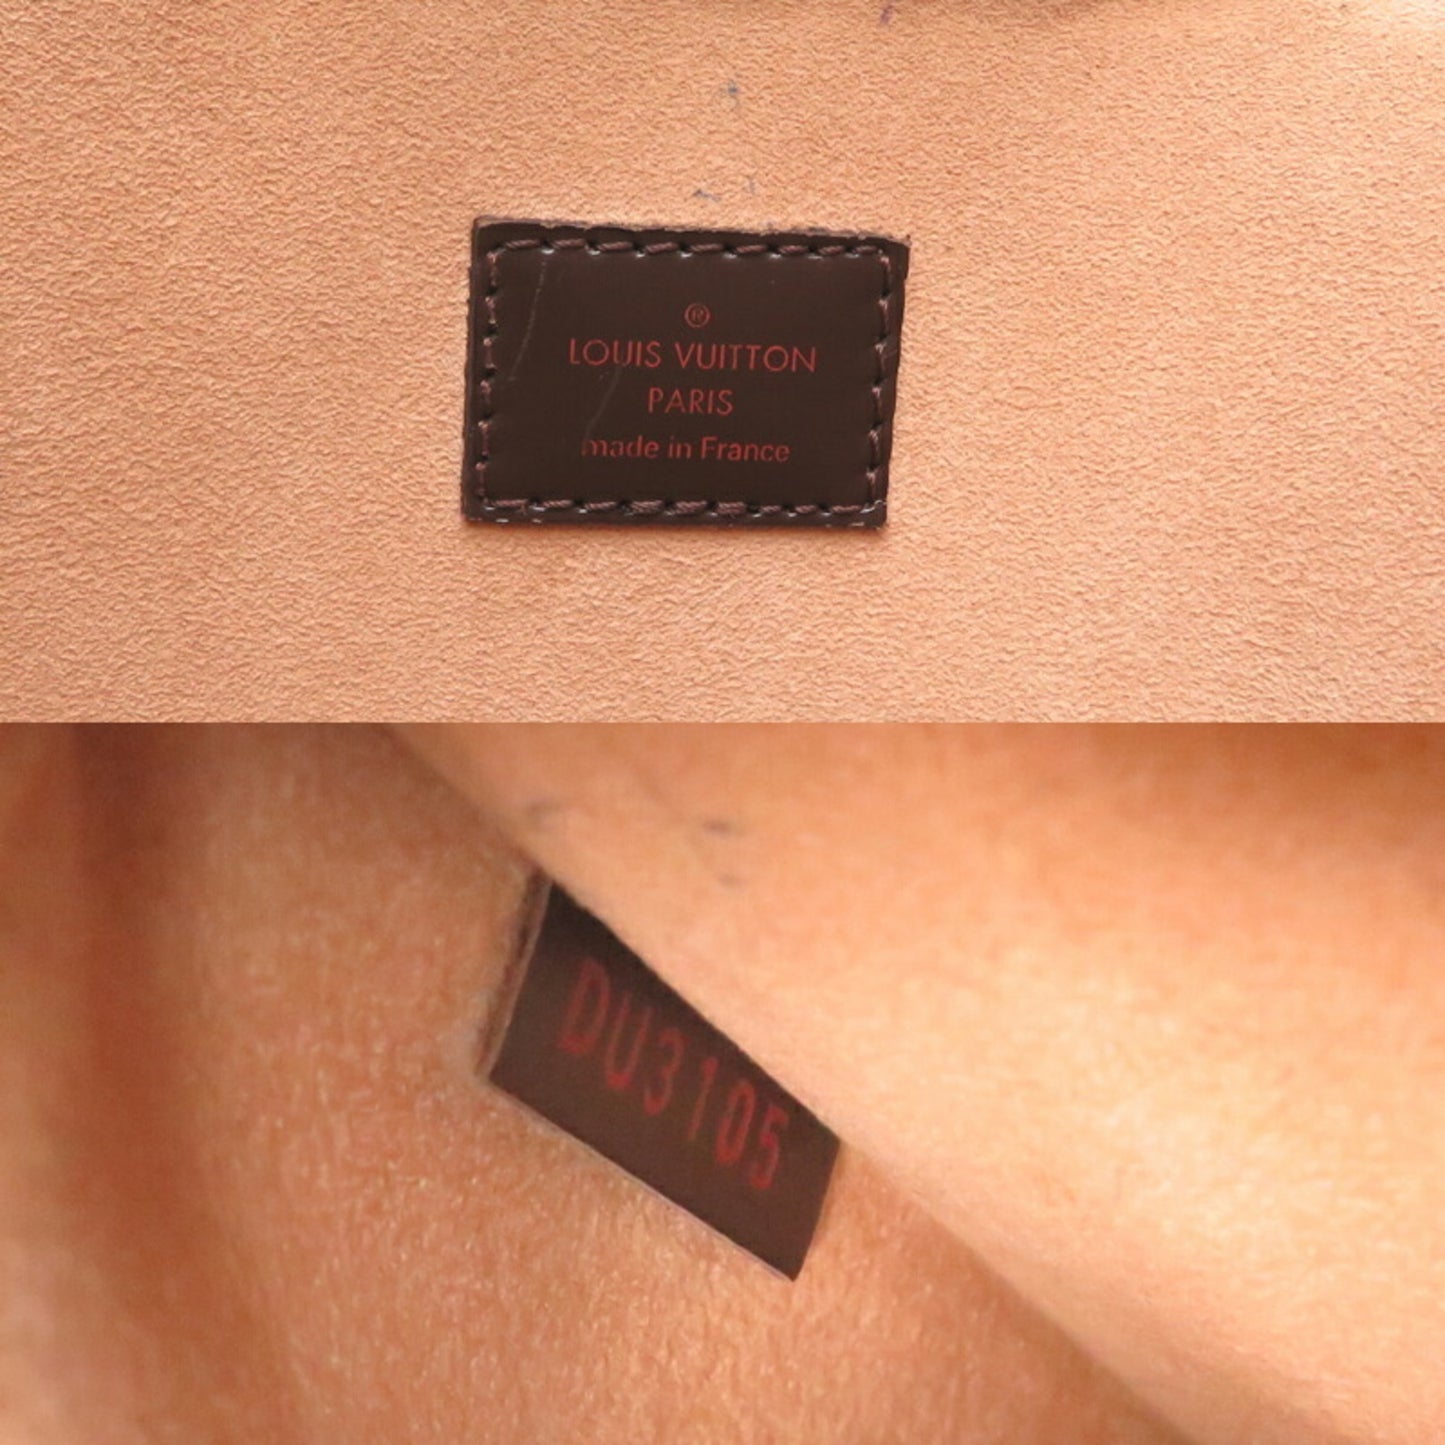 ®
LOUIS VUITTON
PARIS
made in France
DU3105